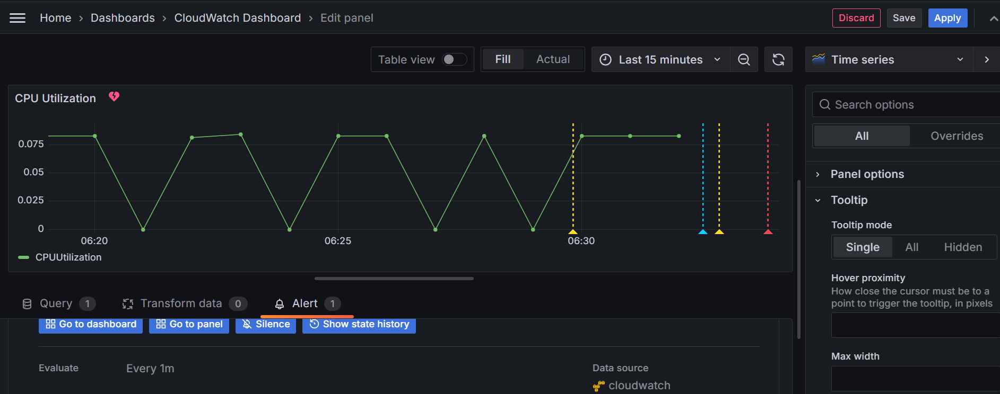 Home › Dashboards › CloudWatch Dashboard › Edit panel
Discard Save Apply
Table view Fill Actual Last 15 minutes
Time series
CPU Utilization
0.075
0.05
0.025
0
06:20 06:25 06:30
CPUUtilization
Search options
All Overrides
Panel options
Tooltip
Tooltip mode
Single All Hidden
Hover proximity
How close the cursor must be to a
point to trigger the tooltip, in pixels
Max width
Query 1 Transform data 0 Alert 1
Go to dashboard Go to panel Silence Show state history
Evaluate Every 1m
Data source
cloudwatch